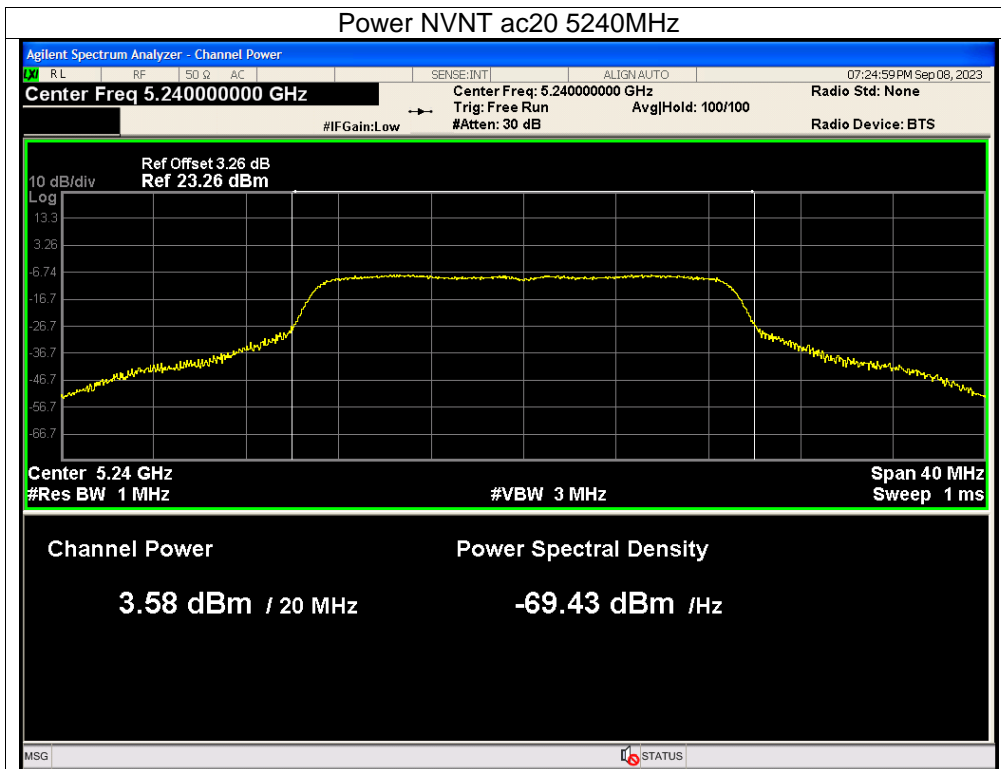 Power NVNT ac20 5240MHz
Agilent Spectrum Analyzer - Channel Power
LXI RL RF 50 Ω AC SENSE:INT ALIGN AUTO 07:24:59 PM Sep 08, 2023
Center Freq 5.240000000 GHz Center Freq: 5.240000000 GHz Radio Std: None
Trig: Free Run Avg|Hold: 100/100
#IFGain:Low #Atten: 30 dB Radio Device: BTS
Ref Offset 3.26 dB
10 dB/div Ref 23.26 dBm
Log
13.3
3.26
-6.74
-16.7
-26.7
-36.7
-46.7
-56.7
-66.7
Center 5.24 GHz Span 40 MHz
#Res BW 1 MHz #VBW 3 MHz Sweep 1 ms
Channel Power Power Spectral Density
3.58 dBm / 20 MHz -69.43 dBm /Hz
MSG STATUS